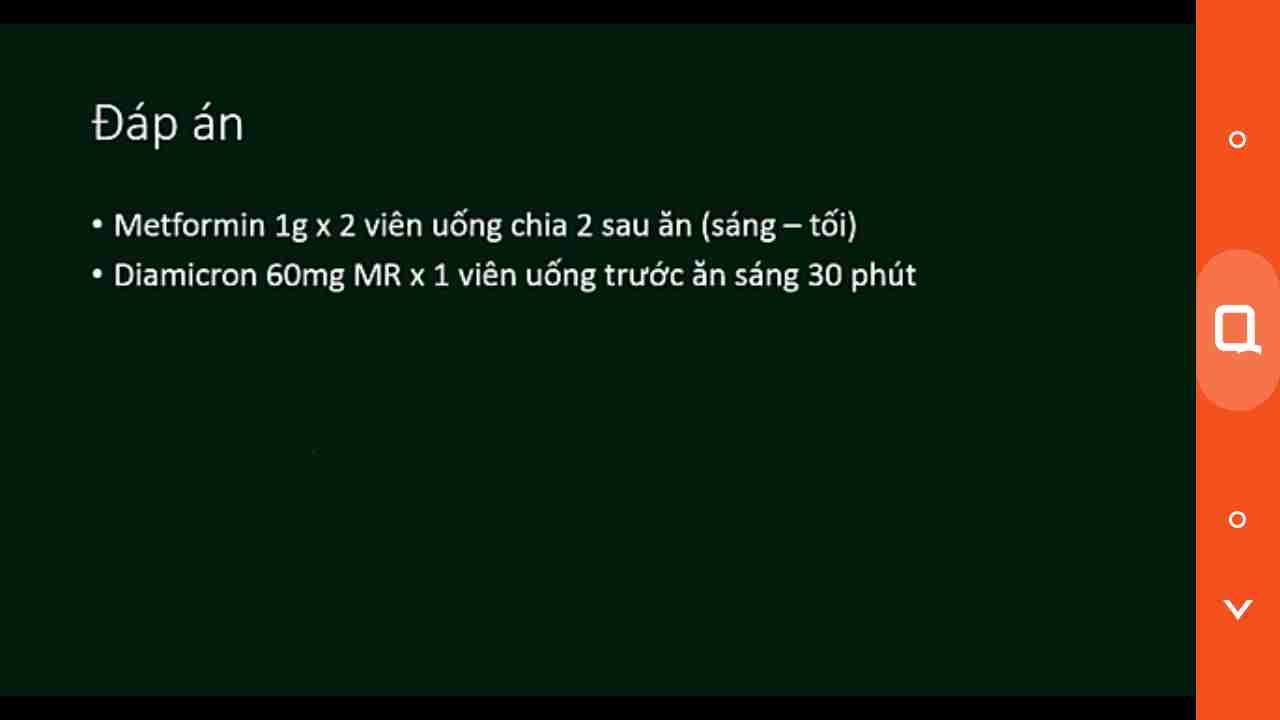 Đáp án
• Metformin 1g x 2 viên uống chia 2 sau ăn (sáng – tối)
• Diamicron 60mg MR x 1 viên uống trước ăn sáng 30 phút